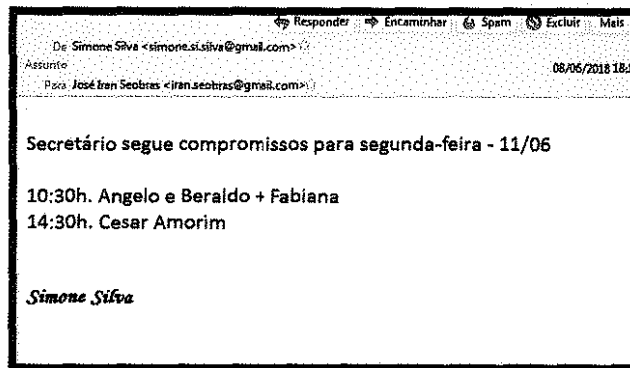 Responder Encaminhar Spam Excluir Mais
De Simone Silva <simone.si.silva@gmail.com>
Assunto
08/06/2018 18:
Para José Iran Seobras <iran.seobras@gmail.com>
Secretário segue compromissos para segunda-feira - 11/06
10:30h. Angelo e Beraldo + Fabiana
14:30h. Cesar Amorim
Simone Silva